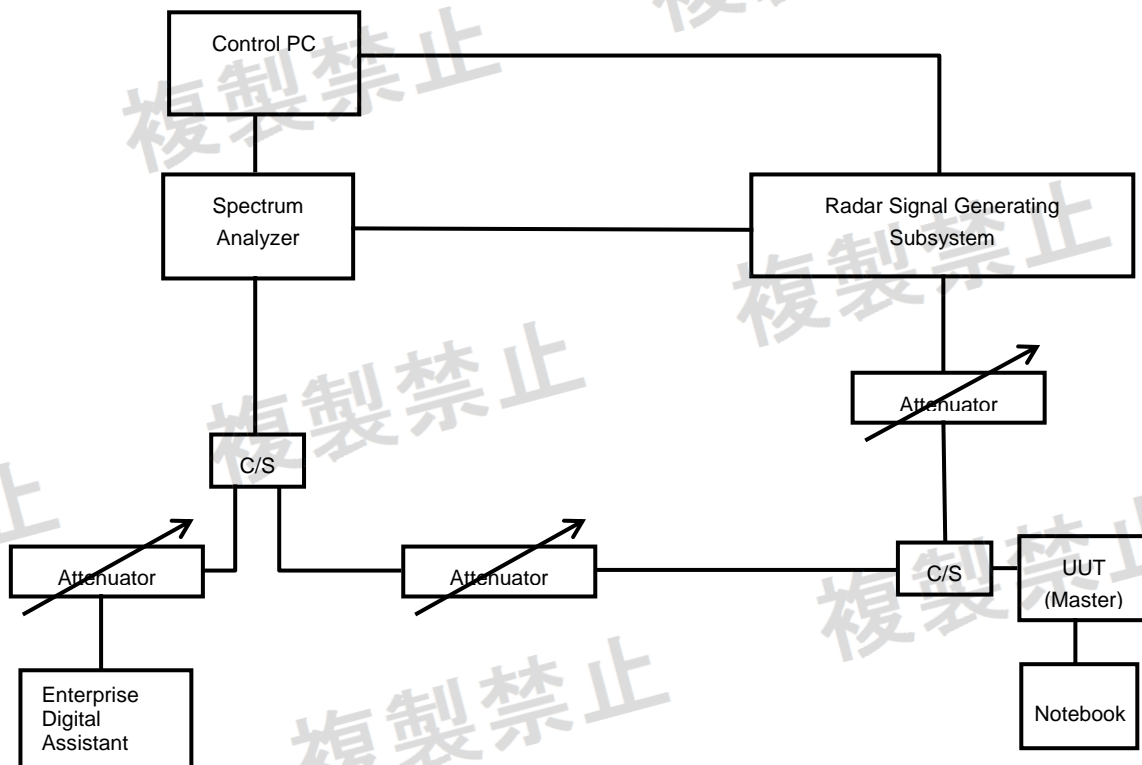 複製禁止
Control PC
複製禁止
Spectrum
Analyzer
Radar Signal Generating
Subsystem
複製禁止
複製禁止
Attenuator
C/S
止
Attenuator
Attenuator
C/S
UUT
(Master)
複製禁止
Enterprise
Digital
Assistant
複製禁止
Notebook